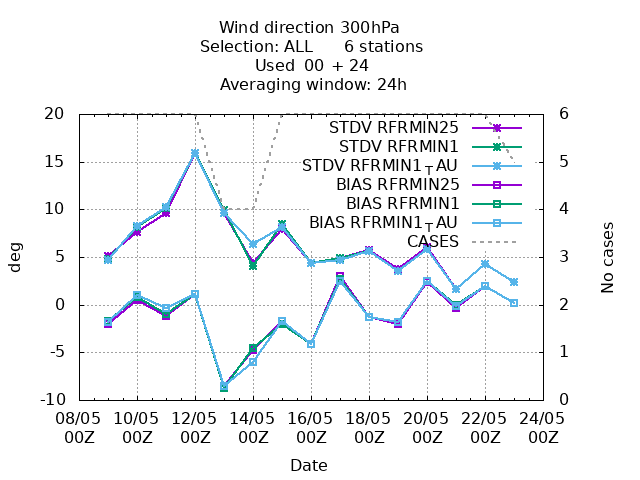 Wind direction 300hPa
Selection: ALL 6 stations
Used 00 + 24
Averaging window: 24h
20 6
STDV RFRMIN25
STDV RFRMIN1
15 5
STDV RFRMIN1_TAU
BIAS RFRMIN25
BIAS RFRMIN1
10 4
BIAS RFRMIN1_TAU
CASES
5 3
deg
No cases
0 2
-5 1
-10 0
08/05 10/05 12/05 14/05 16/05 18/05 20/05 22/05 24/05
00Z 00Z 00Z 00Z 00Z 00Z 00Z 00Z 00Z
Date